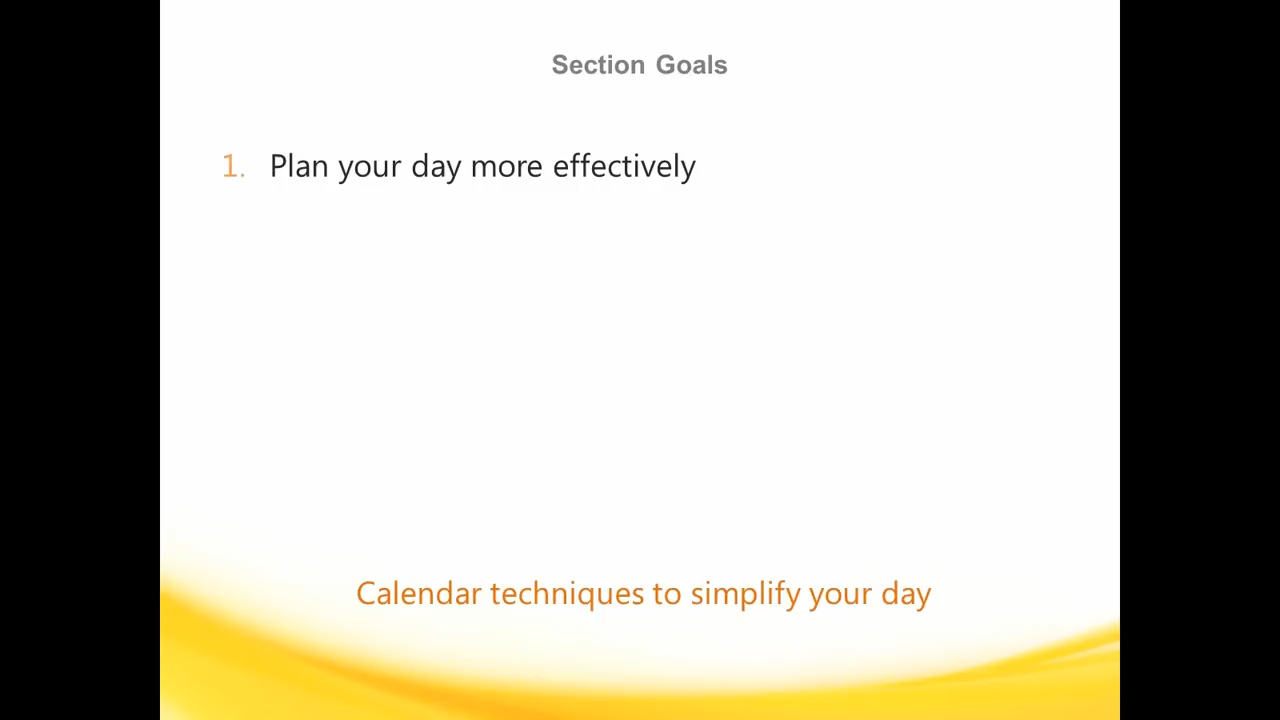 Section Goals
1. Plan your day more effectively
Calendar techniques to simplify your day